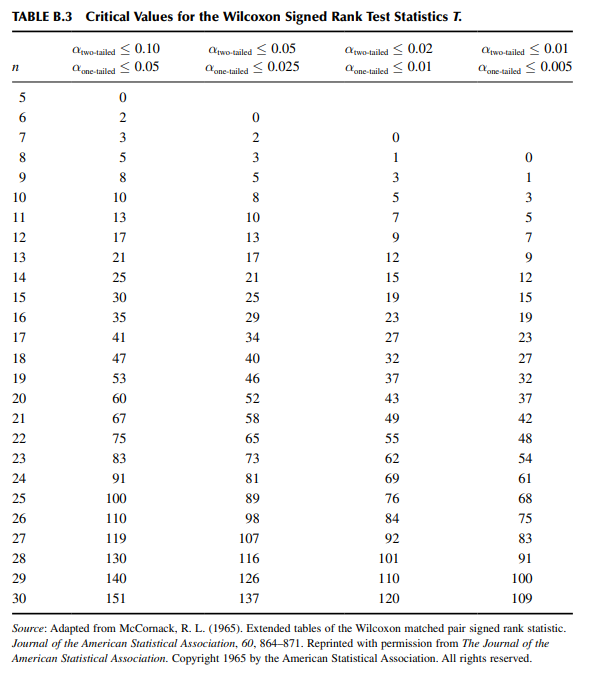 TABLE B.3 Critical Values for the Wilcoxon Signed Rank Test Statistics T.
α two-tailed ≤ 0.10 α two-tailed ≤ 0.05 α two-tailed ≤ 0.02 α two-tailed ≤ 0.01
n α one-tailed ≤ 0.05 α one-tailed ≤ 0.025 α one-tailed ≤ 0.01 α one-tailed ≤ 0.005
5 0
6 2 0
7 3 2 0
8 5 3 1 0
9 8 5 3 1
10 10 8 5 3
11 13 10 7 5
12 17 13 9 7
13 21 17 12 9
14 25 21 15 12
15 30 25 19 15
16 35 29 23 19
17 41 34 27 23
18 47 40 32 27
19 53 46 37 32
20 60 52 43 37
21 67 58 49 42
22 75 65 55 48
23 83 73 62 54
24 91 81 69 61
25 100 89 76 68
26 110 98 84 75
27 119 107 92 83
28 130 116 101 91
29 140 126 110 100
30 151 137 120 109
Source: Adapted from McCornack, R. L. (1965). Extended tables of the Wilcoxon matched pair signed rank statistic.
Journal of the American Statistical Association, 60, 864–871. Reprinted with permission from The Journal of the
American Statistical Association. Copyright 1965 by the American Statistical Association. All rights reserved.